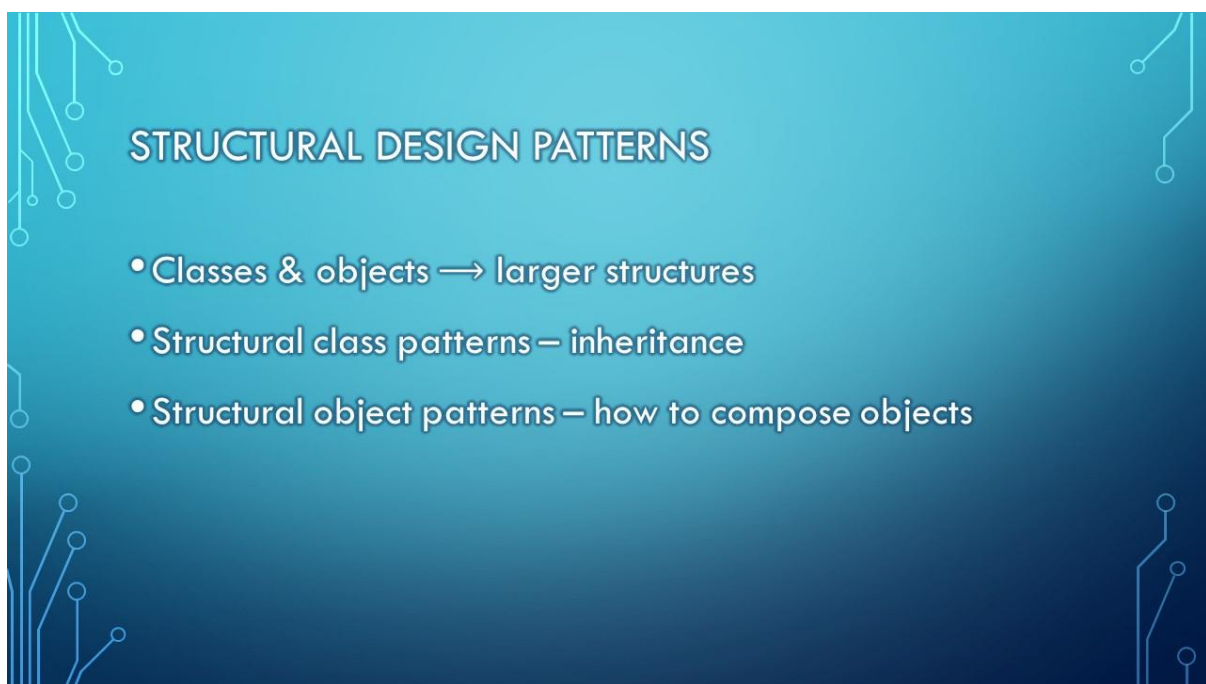 STRUCTURAL DESIGN PATTERNS
•Classes & objects ⟶ larger structures
•Structural class patterns – inheritance
•Structural object patterns – how to compose objects